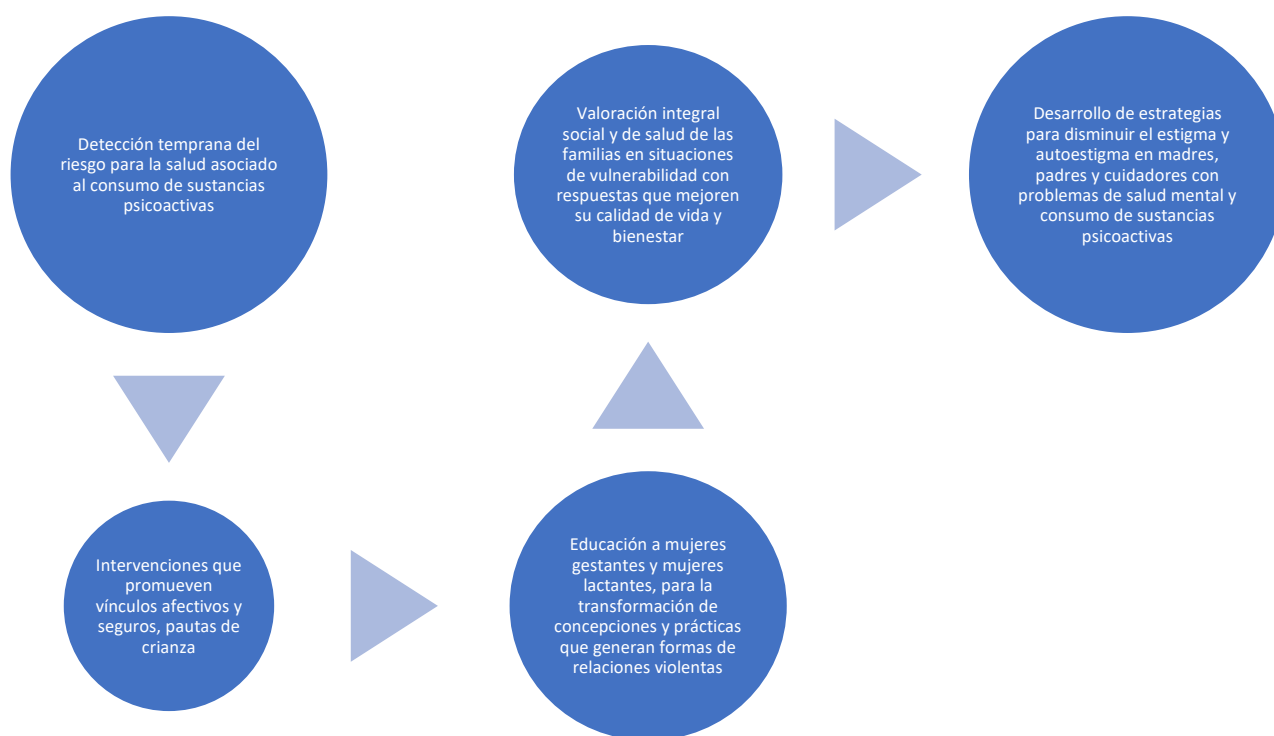 Detección temprana del
riesgo para la salud asociado
al consumo de sustancias
psicoactivas
Intervenciones que
promueven
vínculos afectivos y
seguros, pautas de
crianza
Educación a mujeres
gestantes y mujeres
lactantes, para la
transformación de
concepciones y prácticas
que generan formas de
relaciones violentas
Valoración integral
social y de salud de las
familias en situaciones
de vulnerabilidad con
respuestas que mejoren
su calidad de vida y
bienestar
Desarrollo de estrategias
para disminuir el estigma y
autoestigma en madres,
padres y cuidadores con
problemas de salud mental y
consumo de sustancias
psicoactivas